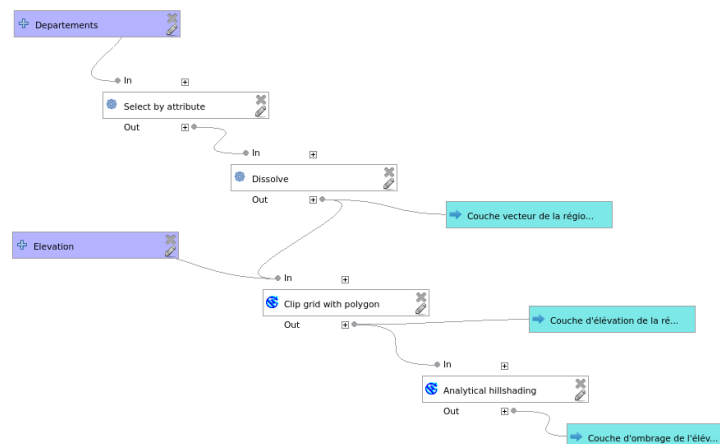 Departements
In
Select by attribute
Out
In
Dissolve
Out
Couche vecteur de la régio...
Elevation
In
Clip grid with polygon
Out
Couche d'élévation de la ré...
In
Analytical hillshading
Out
Couche d'ombrage de l'élév...